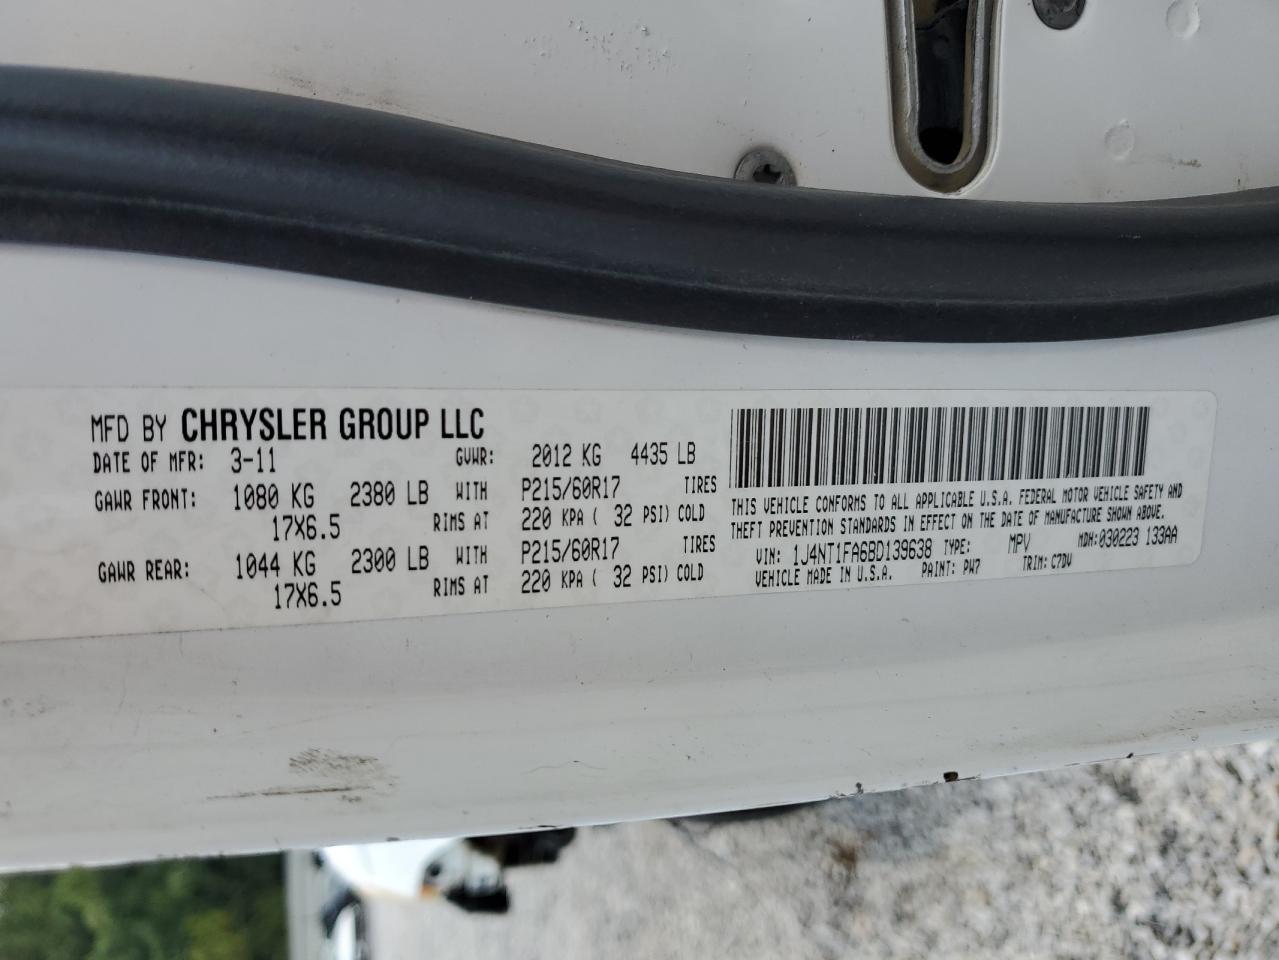 MFD BY CHRYSLER GROUP LLC
DATE OF MFR: 3-11 GVWR: 2012 KG 4435 LB
GAWR FRONT: 1080 KG 2380 LB WITH P215/60R17 TIRES
17X6.5 RIMS AT 220 KPA ( 32 PSI) COLD
GAWR REAR: 1044 KG 2300 LB WITH P215/60R17 TIRES
17X6.5 RIMS AT 220 KPA ( 32 PSI) COLD
THIS VEHICLE CONFORMS TO ALL APPLICABLE U.S.A. FEDERAL MOTOR VEHICLE SAFETY AND
THEFT PREVENTION STANDARDS IN EFFECT ON THE DATE OF MANUFACTURE SHOWN ABOVE.
VIN: 1J4NT1FA6BD139638 TYPE: MPV MDH: 030223 133AA
VEHICLE MADE IN U.S.A. PAINT: PW7 TRIM: C7DV